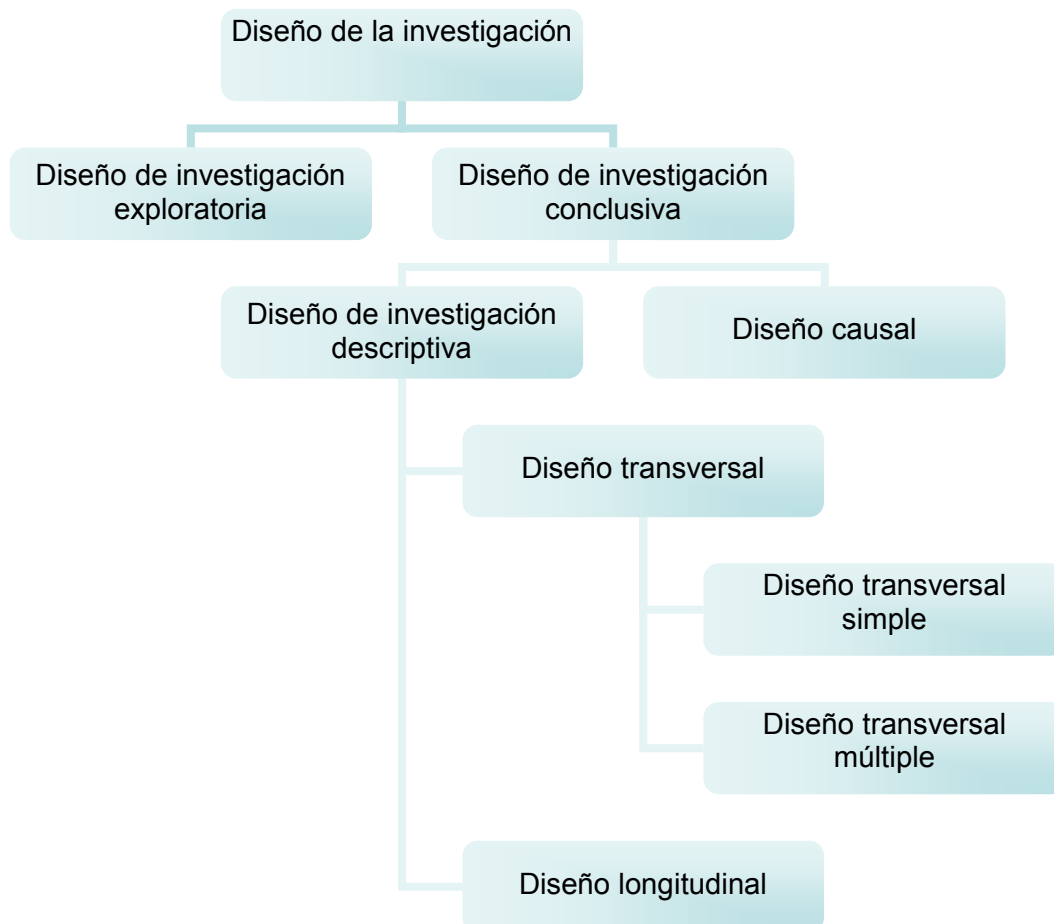 Diseño de la investigación
Diseño de investigación
exploratoria
Diseño de investigación
conclusiva
Diseño de investigación
descriptiva
Diseño causal
Diseño transversal
Diseño transversal
simple
Diseño transversal
múltiple
Diseño longitudinal